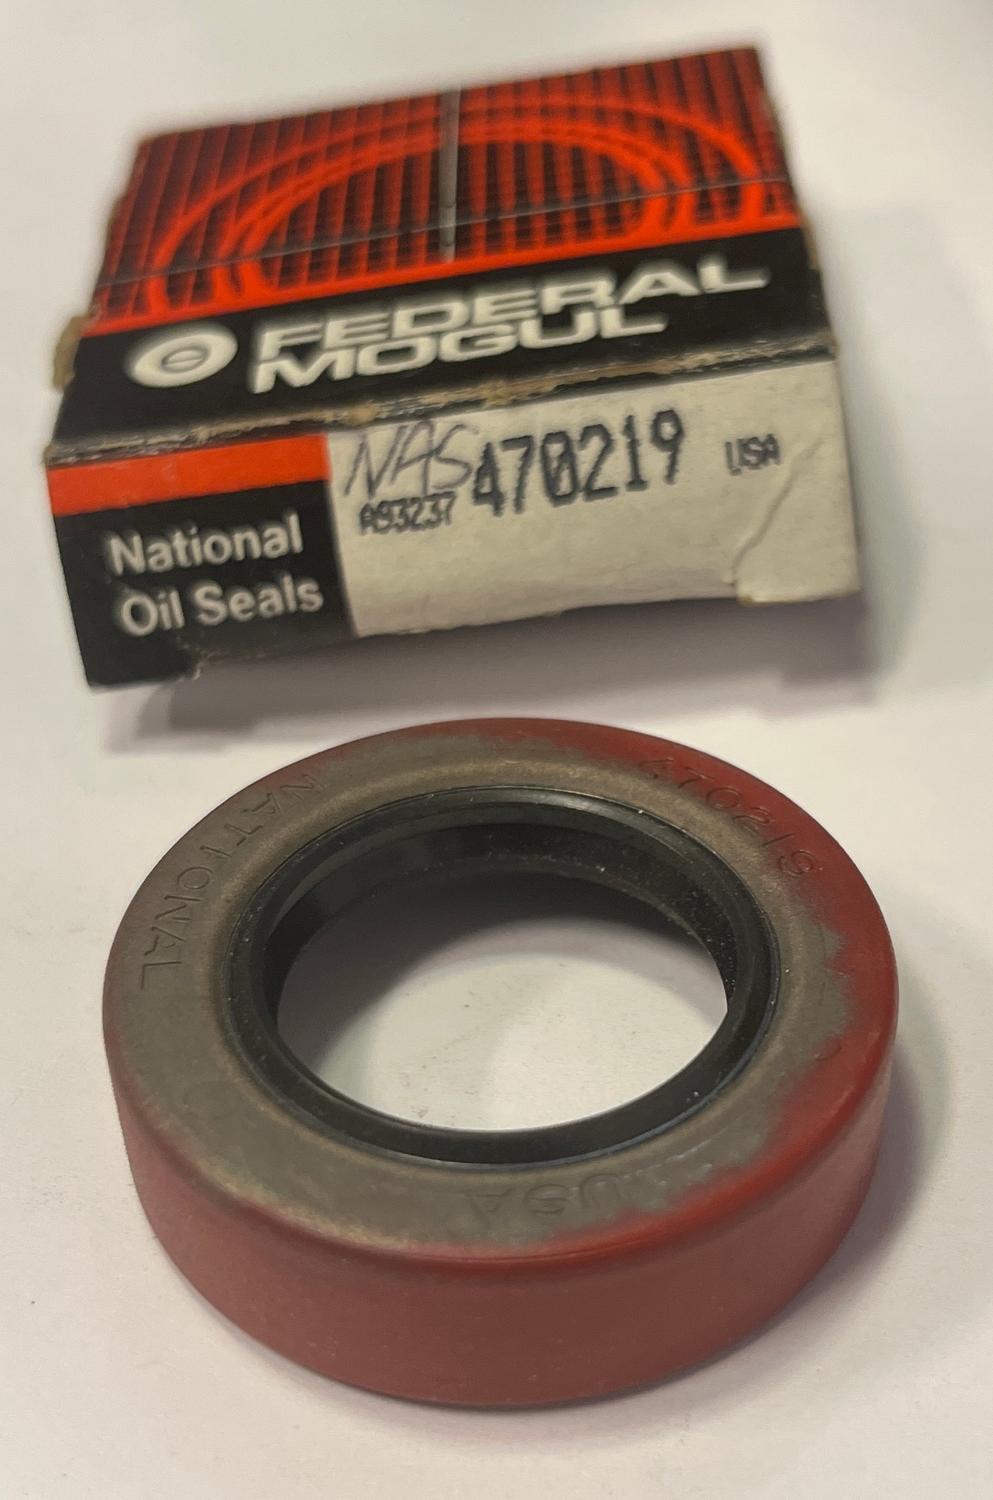 FEDERAL
MOGUL
NAS 470219 USA
A93237
National
Oil Seals
NATIONAL
470219
USA